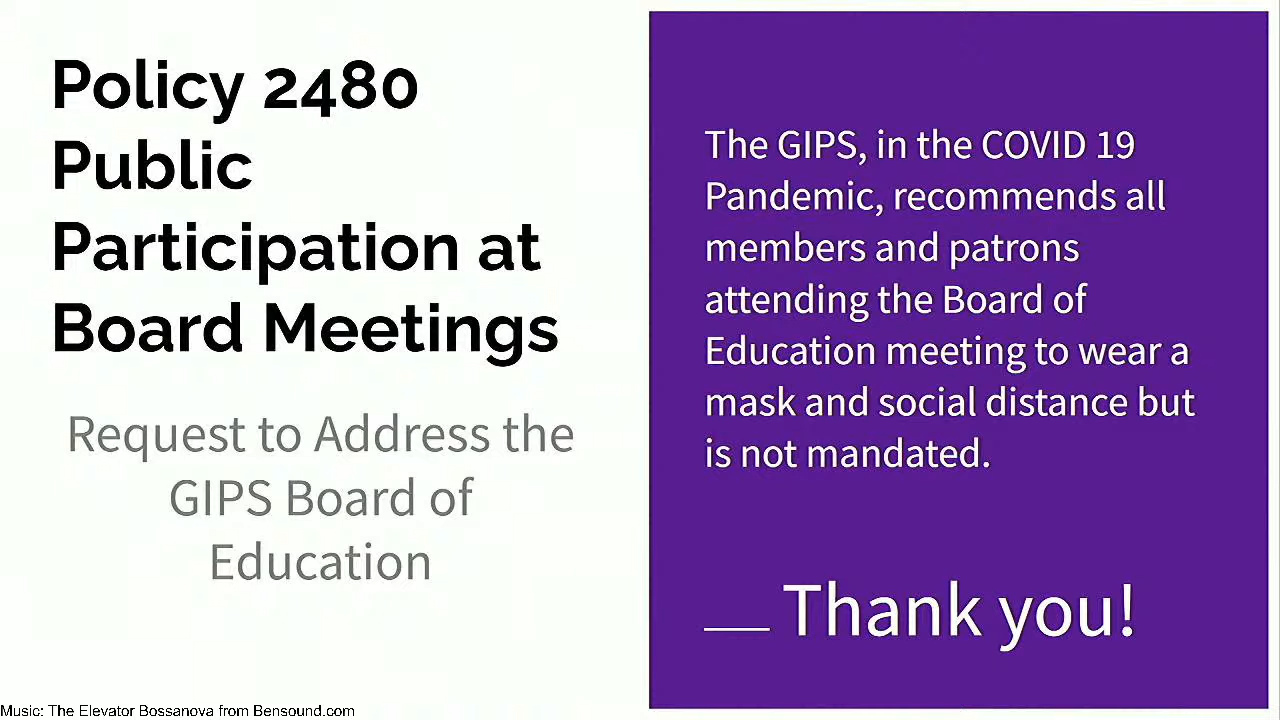 Policy 2480
Public
Participation at
Board Meetings
Request to Address the
GIPS Board of
Education
The GIPS, in the COVID 19
Pandemic, recommends all
members and patrons
attending the Board of
Education meeting to wear a
mask and social distance but
is not mandated.
Thank you!
Music: The Elevator Bossanova from Bensound.com